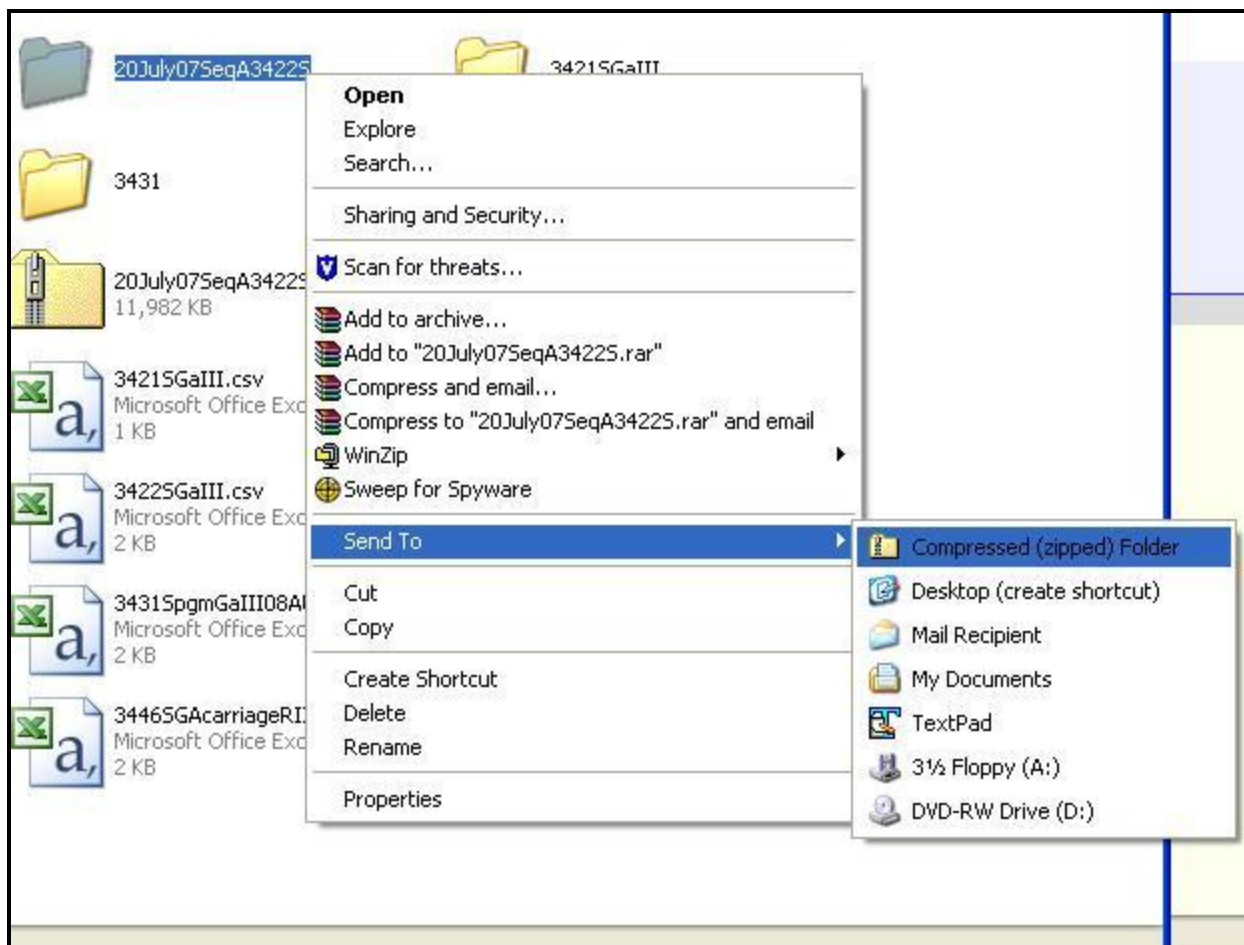 20July07SeqA3422S
3421SGaIII
3431
20July07SeqA3422S
11,982 KB
3421SGaIII.csv
Microsoft Office Exc
1 KB
3422SGaIII.csv
Microsoft Office Exc
2 KB
3431SpgmGaIII08A
Microsoft Office Exc
2 KB
3446SGAcarriageRI
Microsoft Office Exc
2 KB
Open
Explore
Search...
Sharing and Security...
Scan for threats...
Add to archive...
Add to "20July07SeqA3422S.rar"
Compress and email...
Compress to "20July07SeqA3422S.rar" and email
WinZip
Sweep for Spyware
Send To
Cut
Copy
Create Shortcut
Delete
Rename
Properties
Compressed (zipped) Folder
Desktop (create shortcut)
Mail Recipient
My Documents
TextPad
3½ Floppy (A:)
DVD-RW Drive (D:)